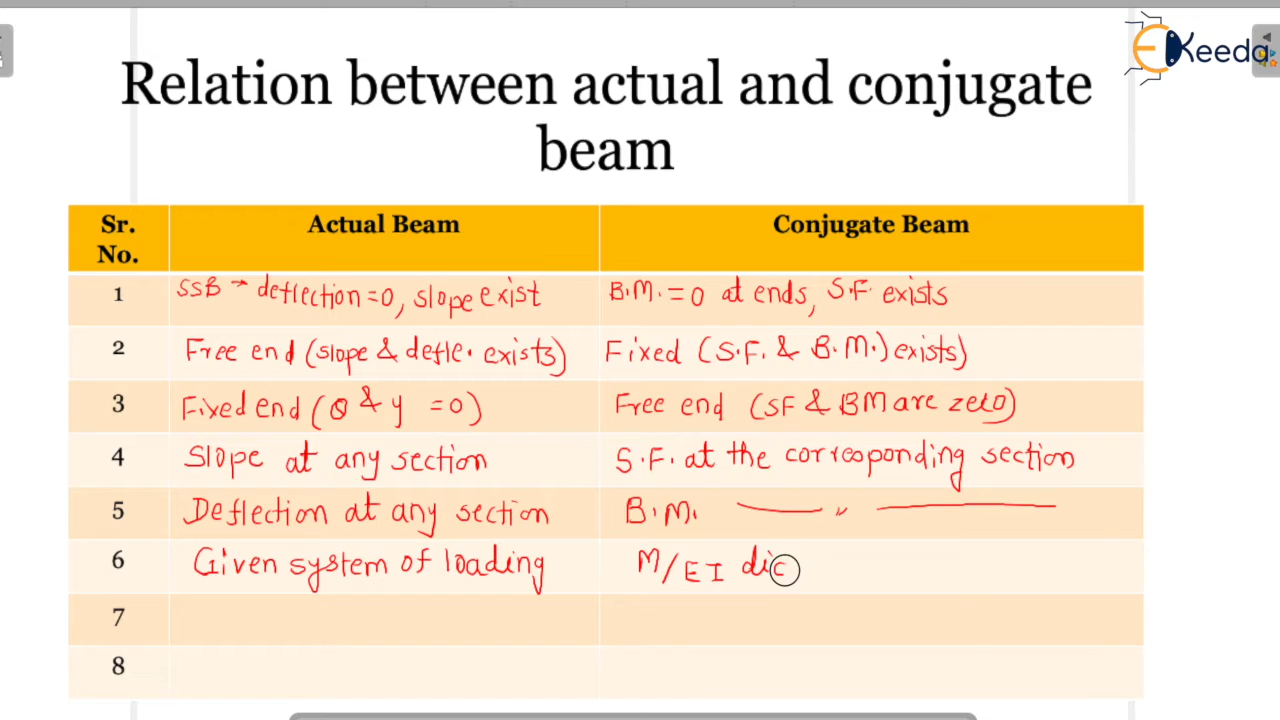 EKeeda
Relation between actual and conjugate
beam
Sr. No. Actual Beam Conjugate Beam
1 SSB → deflection = 0, slope exist B.M. = 0 at ends, S.F. exists
2 Free end (slope & defle. exists) Fixed (S.F. & B.M.) exists)
3 Fixed end (θ & y = 0) Free end (SF & BM are zero)
4 Slope at any section S.F. at the corresponding section
5 Deflection at any section B.M. —— 〃 ——
6 Given system of loading M/EI dia
7
8